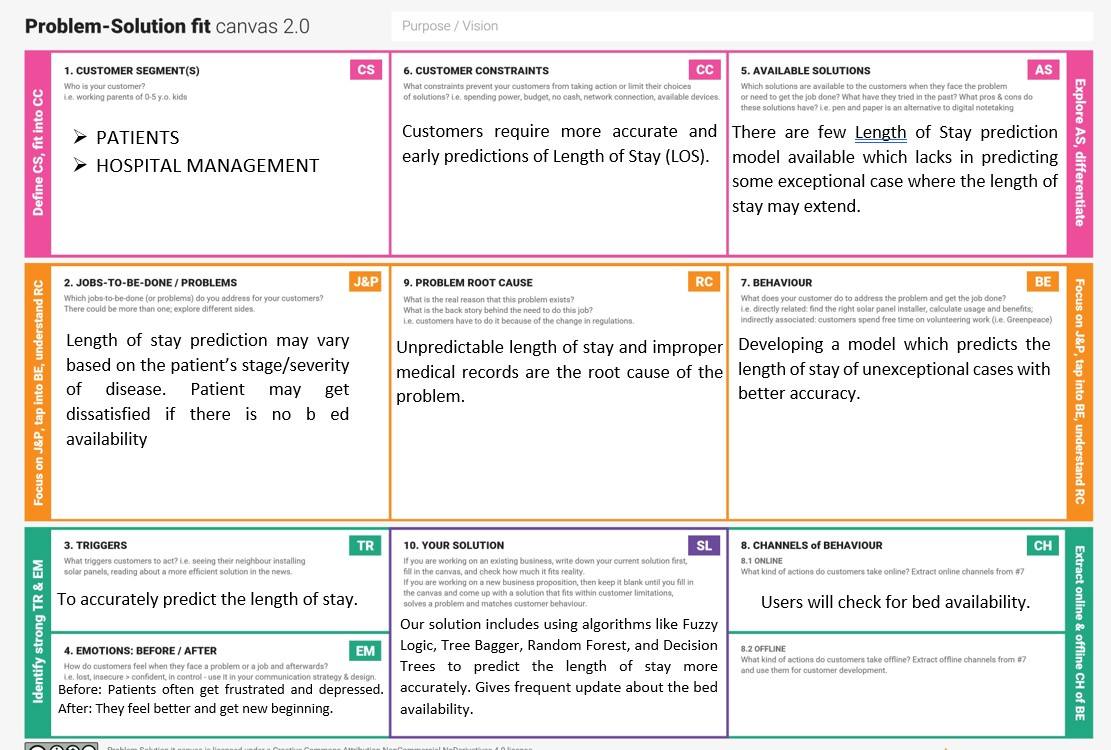 Problem-Solution fit canvas 2.0
Purpose / Vision
Define CS, fit into CC
1. CUSTOMER SEGMENT(S)
CS
Who is your customer?
i.e. working parents of 0-5 y.o. kids
➢ PATIENTS
➢ HOSPITAL MANAGEMENT
6. CUSTOMER CONSTRAINTS
CC
What constraints prevent your customers from taking action or limit their choices
of solutions? i.e. spending power, budget, no cash, network connection, available devices.
Customers require more accurate and
early predictions of Length of Stay (LOS).
5. AVAILABLE SOLUTIONS
AS
Which solutions are available to the customers when they face the problem
or need to get the job done? What have they tried in the past? What pros & cons do
these solutions have? i.e. pen and paper is an alternative to digital notetaking
There are few Length of Stay prediction
model available which lacks in predicting
some exceptional case where the length of
stay may extend.
Explore AS, differentiate
Focus on J&P, tap into BE, understand RC
2. JOBS-TO-BE-DONE / PROBLEMS
J&P
Which jobs-to-be-done (or problems) do you address for your customers?
There could be more than one; explore different sides.
Length of stay prediction may vary
based on the patient's stage/severity
of disease. Patient may get
dissatisfied if there is no b ed
availability
9. PROBLEM ROOT CAUSE
RC
What is the real reason that this problem exists?
What is the back story behind the need to do this job?
i.e. customers have to do it because of the change in regulations.
Unpredictable length of stay and improper
medical records are the root cause of the
problem.
7. BEHAVIOUR
BE
What does your customer do to address the problem and get the job done?
i.e. directly related: find the right solar panel installer, calculate usage and benefits;
indirectly associated: customers spend free time on volunteering work (i.e. Greenpeace)
Developing a model which predicts the
length of stay of unexceptional cases with
better accuracy.
Focus on J&P, tap into BE, understand RC
Identify strong TR & EM
3. TRIGGERS
TR
What triggers customers to act? i.e. seeing their neighbour installing
solar panels, reading about a more efficient solution in the news.
To accurately predict the length of stay.
4. EMOTIONS: BEFORE / AFTER
EM
How do customers feel when they face a problem or a job and afterwards?
i.e. lost, insecure > confident, in control - use it in your communication strategy & design.
Before: Patients often get frustrated and depressed.
After: They feel better and get new beginning.
10. YOUR SOLUTION
SL
If you are working on an existing business, write down your current solution first,
fill in the canvas, and check how much it fits reality.
If you are working on a new business proposition, then keep it blank until you fill in
the canvas and come up with a solution that fits within customer limitations,
solves a problem and matches customer behaviour.
Our solution includes using algorithms like Fuzzy
Logic, Tree Bagger, Random Forest, and Decision
Trees to predict the length of stay more
accurately. Gives frequent update about the bed
availability.
8. CHANNELS of BEHAVIOUR
CH
8.1 ONLINE
What kind of actions do customers take online? Extract online channels from #7
Users will check for bed availability.
8.2 OFFLINE
What kind of actions do customers take offline? Extract offline channels from #7
and use them for customer development.
Extract online & offline CH of BE